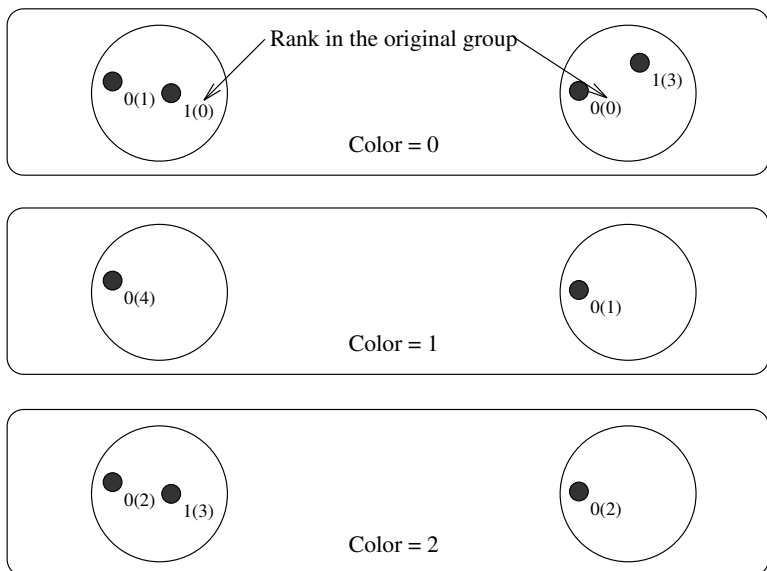 Rank in the original group
0(1)
1(0)
0(0)
1(3)
Color = 0
0(4)
0(1)
Color = 1
0(2)
1(3)
0(2)
Color = 2